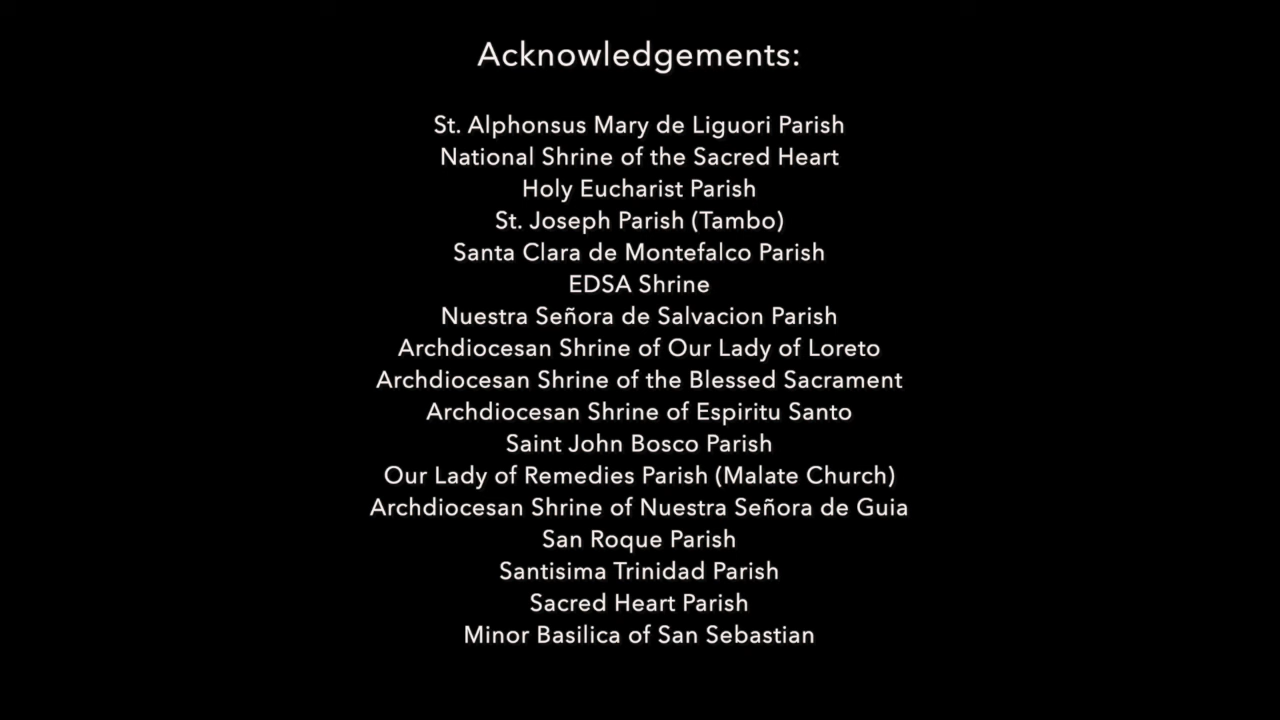 Acknowledgements:
St. Alphonsus Mary de Liguori Parish
National Shrine of the Sacred Heart
Holy Eucharist Parish
St. Joseph Parish (Tambo)
Santa Clara de Montefalco Parish
EDSA Shrine
Nuestra Señora de Salvacion Parish
Archdiocesan Shrine of Our Lady of Loreto
Archdiocesan Shrine of the Blessed Sacrament
Archdiocesan Shrine of Espiritu Santo
Saint John Bosco Parish
Our Lady of Remedies Parish (Malate Church)
Archdiocesan Shrine of Nuestra Señora de Guia
San Roque Parish
Santisima Trinidad Parish
Sacred Heart Parish
Minor Basilica of San Sebastian